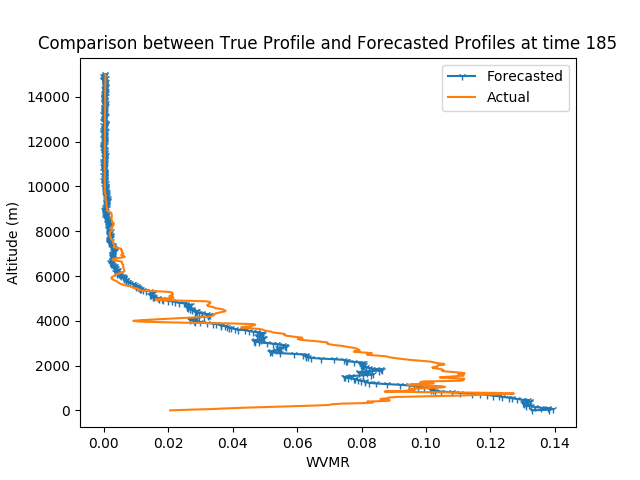 Comparison between True Profile and Forecasted Profiles at time 185
Forecasted
Actual
14000
12000
10000
8000
6000
4000
2000
0
Altitude (m)
0.00 0.02 0.04 0.06 0.08 0.10 0.12 0.14
WVMR